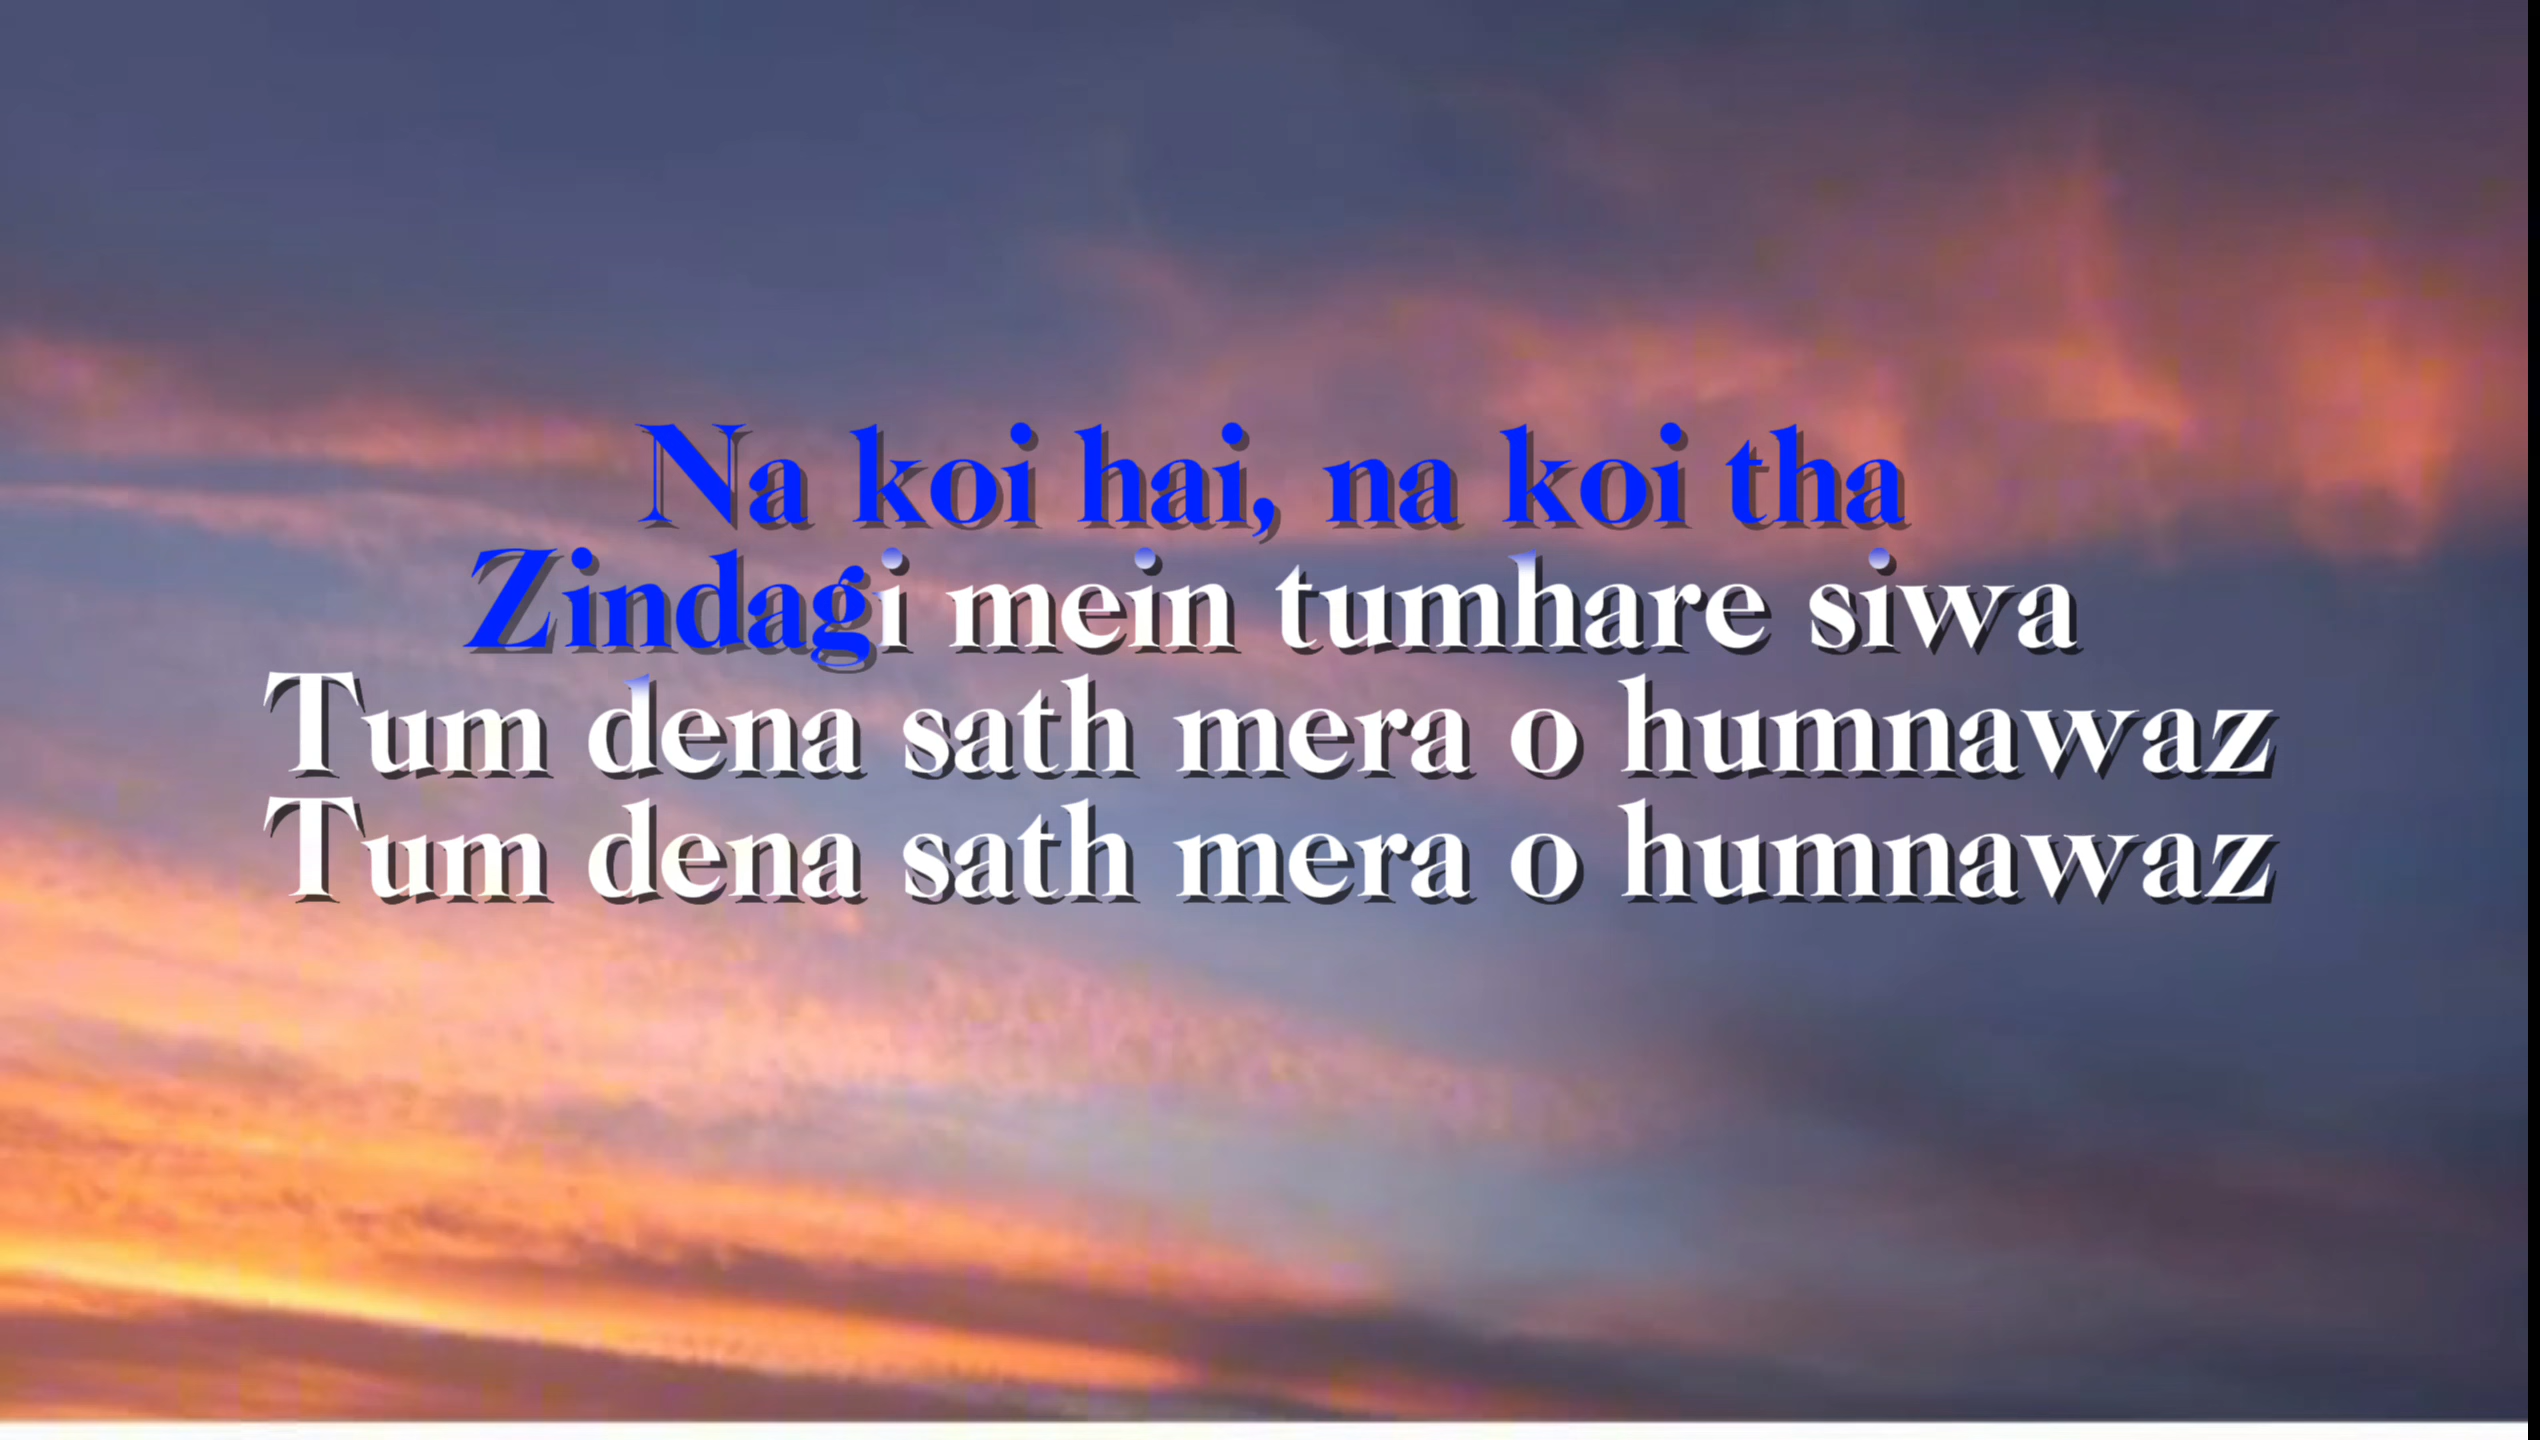 Na koi hai, na koi tha
Zindagi mein tumhare siwa
Tum dena sath mera o humnawaz
Tum dena sath mera o humnawaz